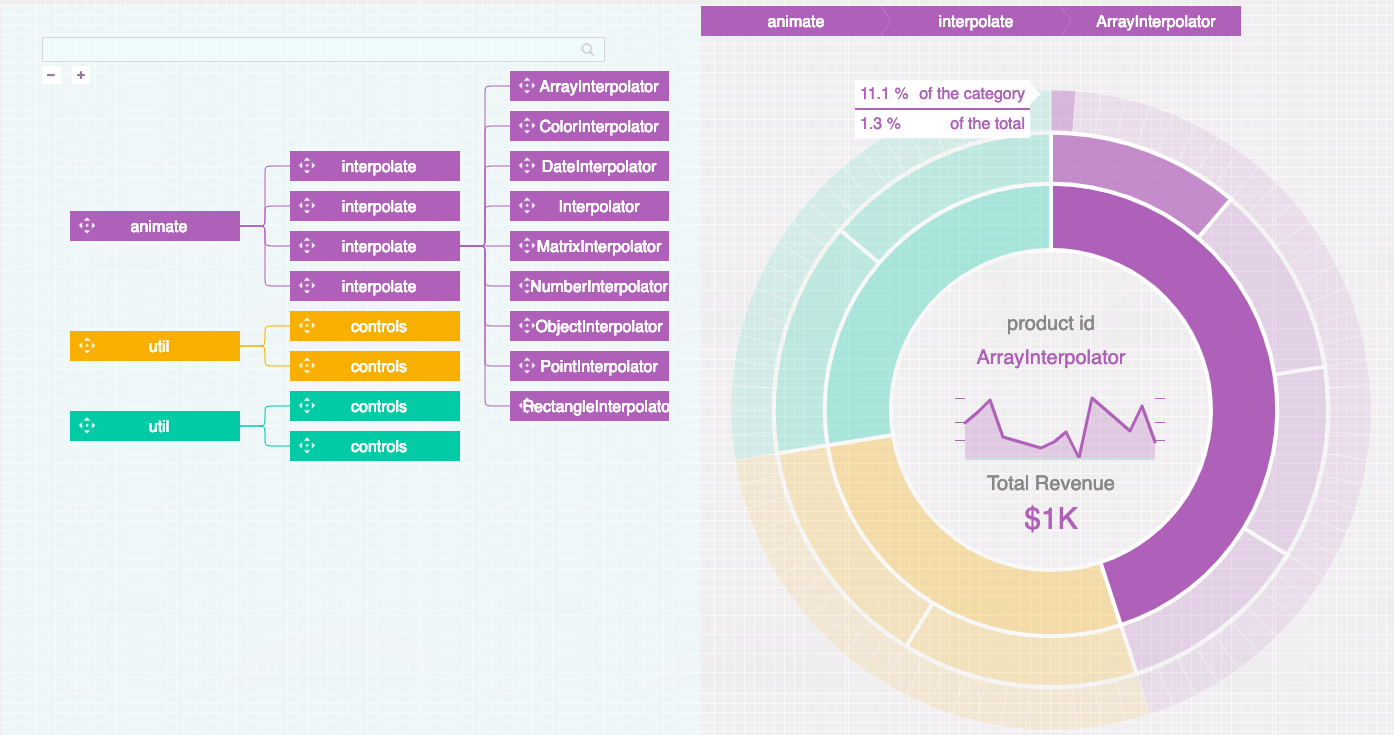 −
+
animate
util
util
interpolate
interpolate
interpolate
interpolate
controls
controls
controls
controls
ArrayInterpolator
ColorInterpolator
DateInterpolator
Interpolator
MatrixInterpolator
NumberInterpolator
ObjectInterpolator
PointInterpolator
RectangleInterpolato
animate interpolate ArrayInterpolator
11.1 % of the category
1.3 % of the total
product id
ArrayInterpolator
Total Revenue
$1K